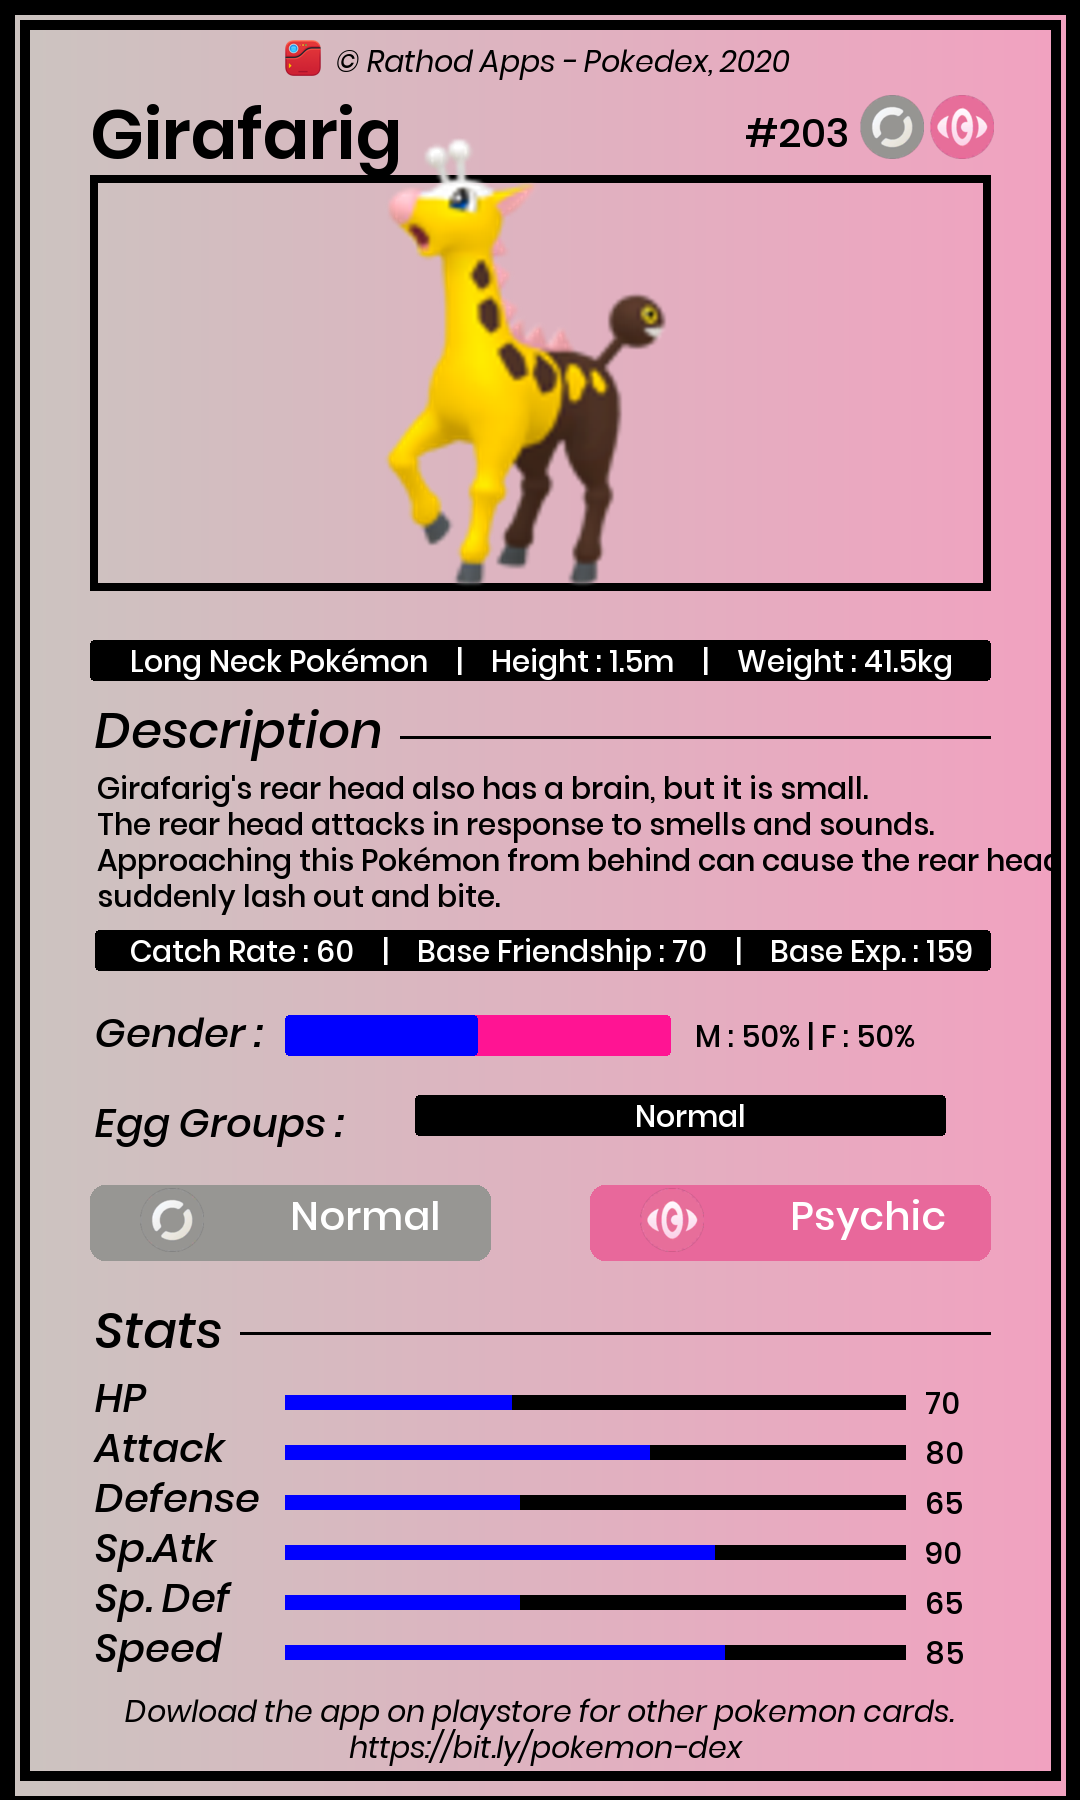 © Rathod Apps - Pokedex, 2020
Girafarig
#203
Long Neck Pokémon | Height : 1.5m | Weight : 41.5kg
Description
Girafarig's rear head also has a brain, but it is small.
The rear head attacks in response to smells and sounds.
Approaching this Pokémon from behind can cause the rear head
suddenly lash out and bite.
Catch Rate : 60 | Base Friendship : 70 | Base Exp. : 159
Gender :
M : 50% | F : 50%
Egg Groups :
Normal
Normal
Psychic
Stats
HP 70
Attack 80
Defense 65
Sp.Atk 90
Sp. Def 65
Speed 85
Dowload the app on playstore for other pokemon cards.
https://bit.ly/pokemon-dex